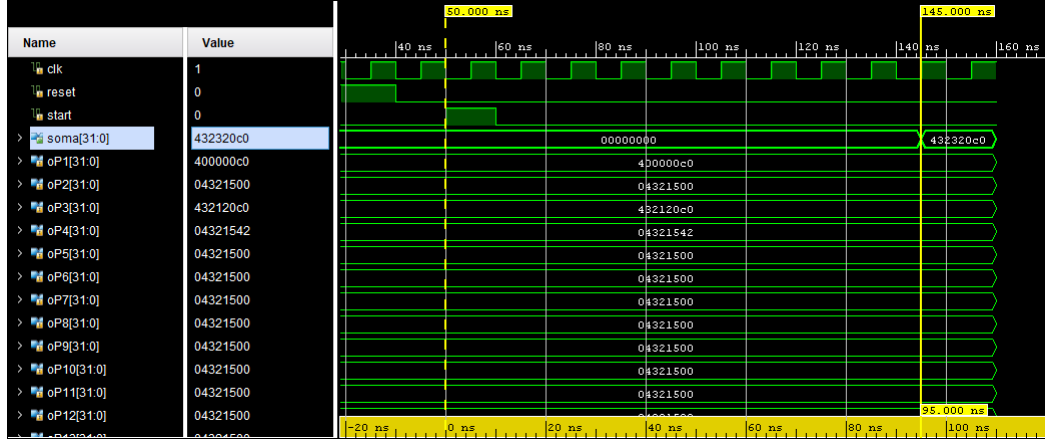 50.000 ns 145.000 ns
Name Value
40 ns 60 ns 80 ns 100 ns 120 ns 140 ns 160 ns
clk 1
reset 0
start 0
soma[31:0] 432320c0 00000000 432320c0
oP1[31:0] 400000c0 400000c0
oP2[31:0] 04321500 04321500
oP3[31:0] 432120c0 432120c0
oP4[31:0] 04321542 04321542
oP5[31:0] 04321500 04321500
oP6[31:0] 04321500 04321500
oP7[31:0] 04321500 04321500
oP8[31:0] 04321500 04321500
oP9[31:0] 04321500 04321500
oP10[31:0] 04321500 04321500
oP11[31:0] 04321500 04321500
oP12[31:0] 04321500 95.000 ns
-20 ns 0 ns 20 ns 40 ns 60 ns 80 ns 100 ns